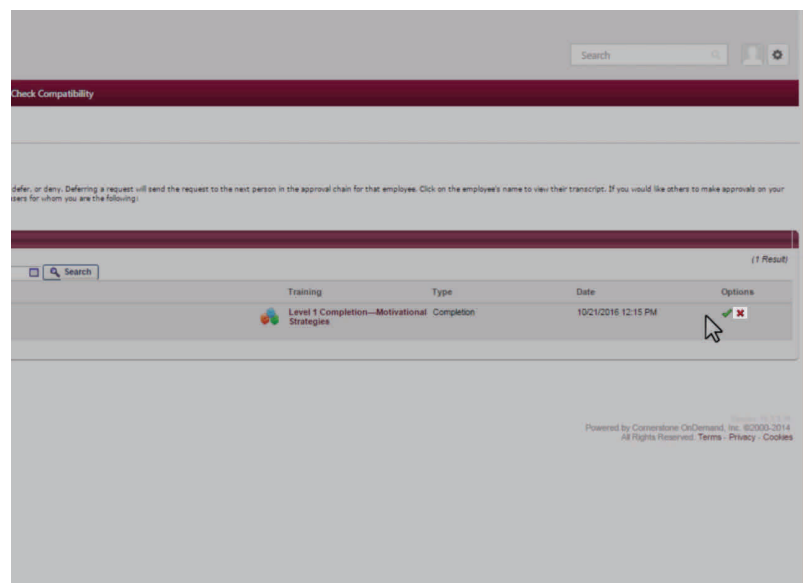 Search
Check Compatibility
defer, or deny. Deferring a request will send the request to the next person in the approval chain for that employee. Click on the employee's name to view their transcript. If you would like others to make approvals on your
sers for whom you are the following:
(1 Result)
Search
Training Type Date Options
Level 1 Completion—Motivational Completion 10/21/2016 12:15 PM
Strategies
Powered by Cornerstone OnDemand, Inc. ©2000-2014
All Rights Reserved. Terms - Privacy - Cookies